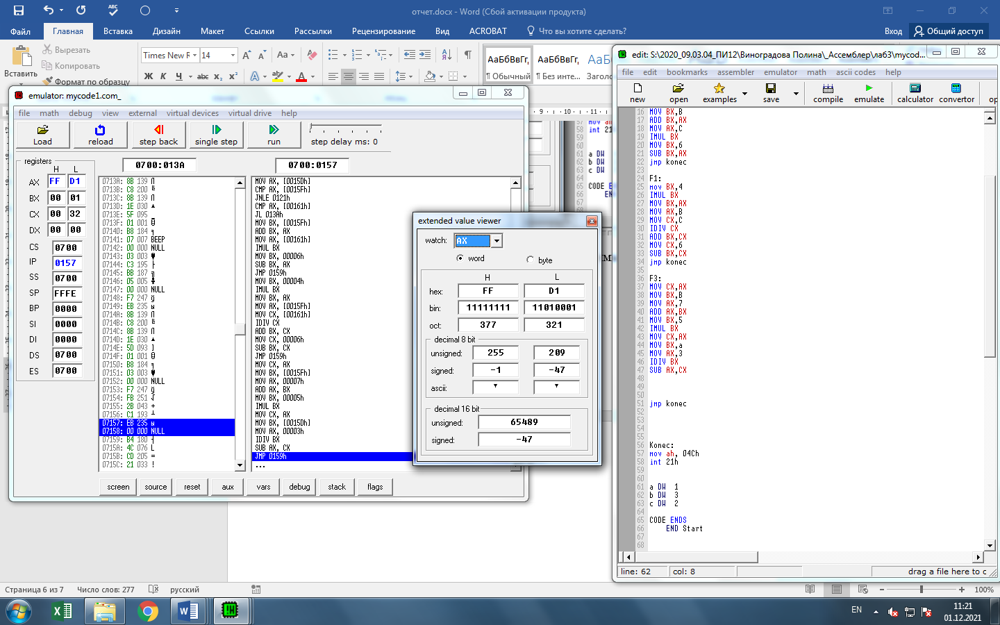 отчет.docx - Word (Сбой активации продукта)
Файл Главная Вставка Дизайн Макет Ссылки Рассылки Рецензирование Вид ACROBAT Что вы хотите сделать? Вход Общий доступ
Вставить
Вырезать
Копировать
Формат по образцу
Times New R 14
Ж К Ч abc x₂ x²
АаБбВвГг, АаБбВвГг,
¶ Обычный ¶ Без инте... Заголо
emulator: mycode1.com_
file math debug view external virtual devices virtual drive help
Load reload step back single step run step delay ms: 0
registers
H L
AX FF D1
BX 00 01
CX 00 32
DX 00 00
CS 0700
IP 0157
SS 0700
SP FFFE
BP 0000
SI 0000
DI 0000
DS 0700
ES 0700
0700:013A 0700:0157
0713A: 8B 139 П
0713B: C8 200 ╚
0713C: 8B 139 П
0713D: 1E 030 ▲
0713E: 5F 095 _
0713F: 01 001 ☺
07140: B8 184 ╕
07141: 07 007 BEEP
07142: 00 000 NULL
07143: 03 003 ♥
07144: C3 195 ├
07145: BB 187 ╗
07146: 05 005 ♣
07147: 00 000 NULL
07148: F7 247
07149: EB 235 ы
0714A: 8B 139 П
0714B: C8 200 ╚
0714C: 8B 139 П
0714D: 1E 030 ▲
0714E: 5D 093 ]
0714F: 01 001 ☺
07150: B8 184 ╕
07151: 03 003 ♥
07152: 00 000 NULL
07153: F7 247
07154: FB 251 √
07155: 2B 043 +
07156: C1 193 ┴
07157: EB 235 ы
07158: 00 000 NULL
07159: B4 180 ┤
0715A: 4C 076 L
0715B: CD 205 =
0715C: 21 033 !
MOV AX, [0015Dh]
CMP AX, [0015Fh]
JNLE 0121h
CMP AX, [00161h]
JL 013Ah
MOV BX, [0015Fh]
ADD BX, AX
MOV AX, [00161h]
IMUL BX
MOV BX, 00006h
SUB BX, AX
JMP 0159h
MOV BX, 00004h
IMUL BX
MOV BX, AX
MOV AX, [0015Fh]
MOV CX, [00161h]
IDIV CX
ADD BX, CX
MOV CX, 00006h
SUB BX, CX
JMP 0159h
MOV CX, AX
MOV BX, [0015Fh]
MOV AX, 00007h
ADD AX, BX
MOV BX, 00005h
IMUL BX
MOV CX, AX
MOV BX, [0015Dh]
MOV AX, 00003h
IDIV BX
SUB AX, CX
JMP 0159h
...
screen source reset aux vars debug stack flags
extended value viewer
watch: AX
word byte
H L
hex: FF D1
bin: 11111111 11010001
oct: 377 321
decimal 8 bit
unsigned: 255 209
signed: -1 -47
ascii:
decimal 16 bit
unsigned: 65489
signed: -47
9 10 11
57 mov ah
58 int 21h
59
60
61 a DW
62 b DW
63 c DW
64
65 CODE E
66 EN
67
68
edit: S:\2020_09.03.04_ПИ12\Виноградова Полина\_Ассемблер\лаб3\mycod...
file edit bookmarks assembler emulator math ascii codes help
new open examples save compile emulate calculator convertor op
16 MOV BX,B
17 ADD BX,AX
18 MOV AX,C
19 IMUL BX
20 MOV BX,6
21 SUB BX,AX
22 jmp konec
23
24 F1:
25 mov BX,4
26 IMUL BX
27 MOV BX,AX
28 MOV AX,B
29 MOV CX,C
30 IDIV CX
31 ADD BX,CX
32 MOV CX,6
33 SUB BX,CX
34 jmp konec
35
36 F3:
37 MOV CX,AX
38 MOV BX,B
39 MOV AX,7
40 ADD AX,BX
41 MOV BX,5
42 IMUL BX
43 MOV CX,AX
44 MOV BX,a
45 MOV AX,3
46 IDIV BX
47 SUB AX,CX
48
49
50
51 jmp konec
52
53
54
55
56 Konec:
57 mov ah, 04Ch
58 int 21h
59
60
61 a DW 1
62 b DW 3
63 c DW 2
64
65 CODE ENDS
66 END Start
67
68
line: 62 col: 8 drag a file here to c
Страница 6 из 7 Число слов: 277 русский 100%
EN 11:21
01.12.2021